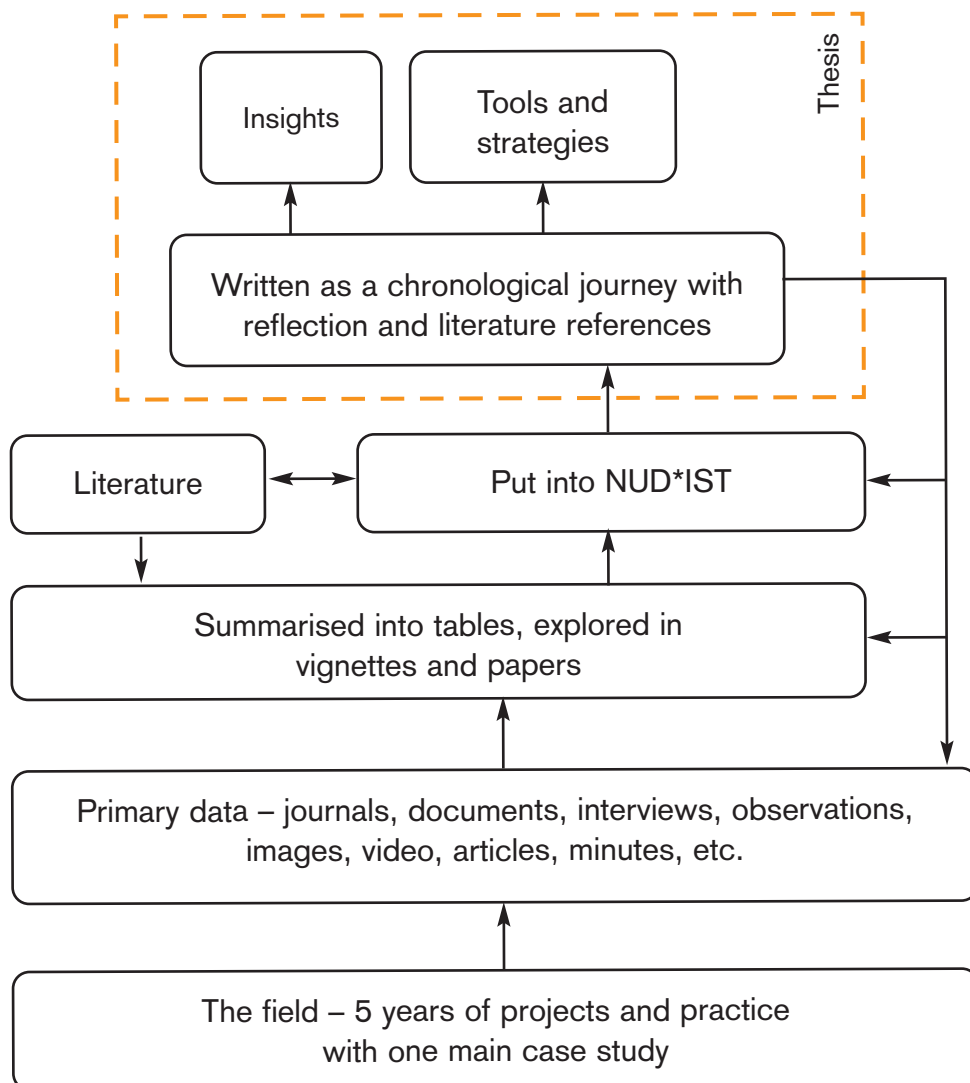 Thesis
Insights
Tools and
strategies
Written as a chronological journey with
reflection and literature references
Literature
Put into NUD*IST
Summarised into tables, explored in
vignettes and papers
Primary data – journals, documents, interviews, observations,
images, video, articles, minutes, etc.
The field – 5 years of projects and practice
with one main case study